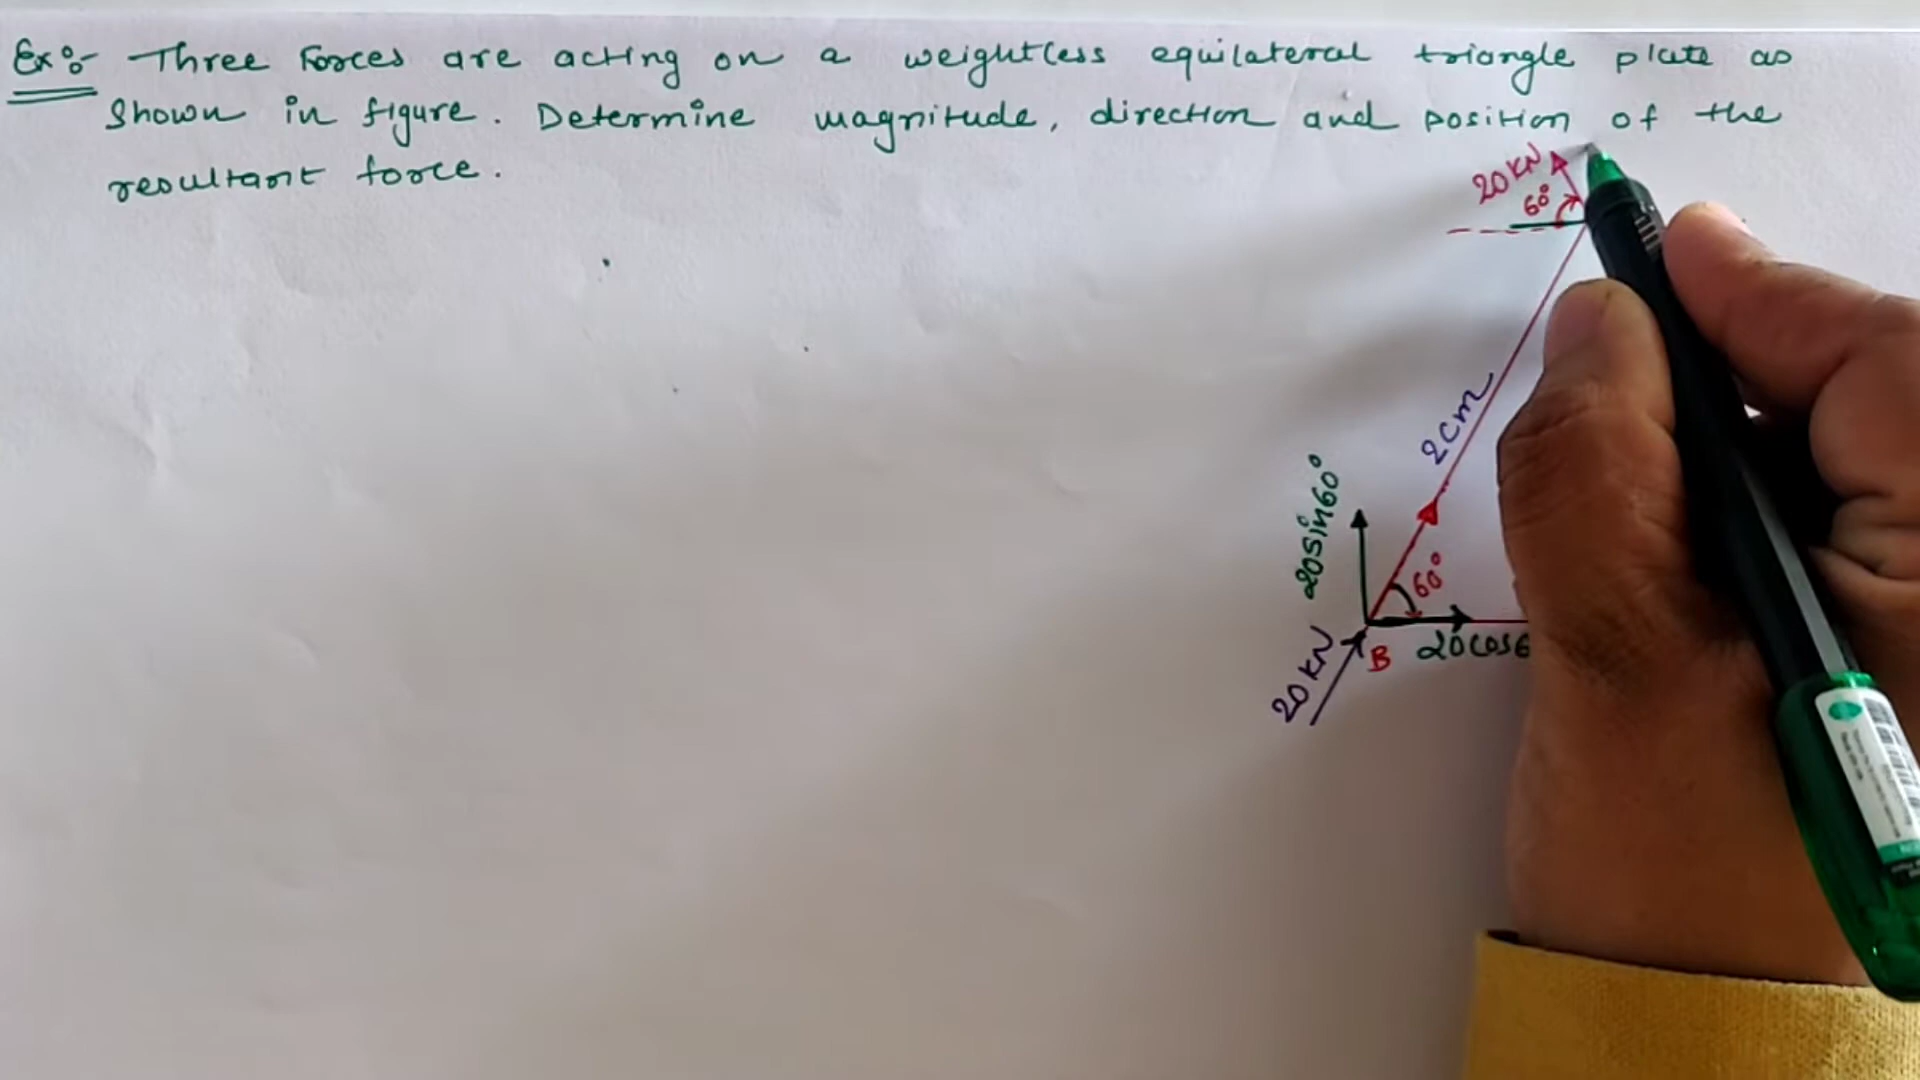 Ex:- Three Forces are acting on a weightless equilateral triangle plate as
shown in figure. Determine magnitude, direction and position of the
resultant force.
20 KN
60°
2cm
20sin60°
60°
20 KN
B
20cos6